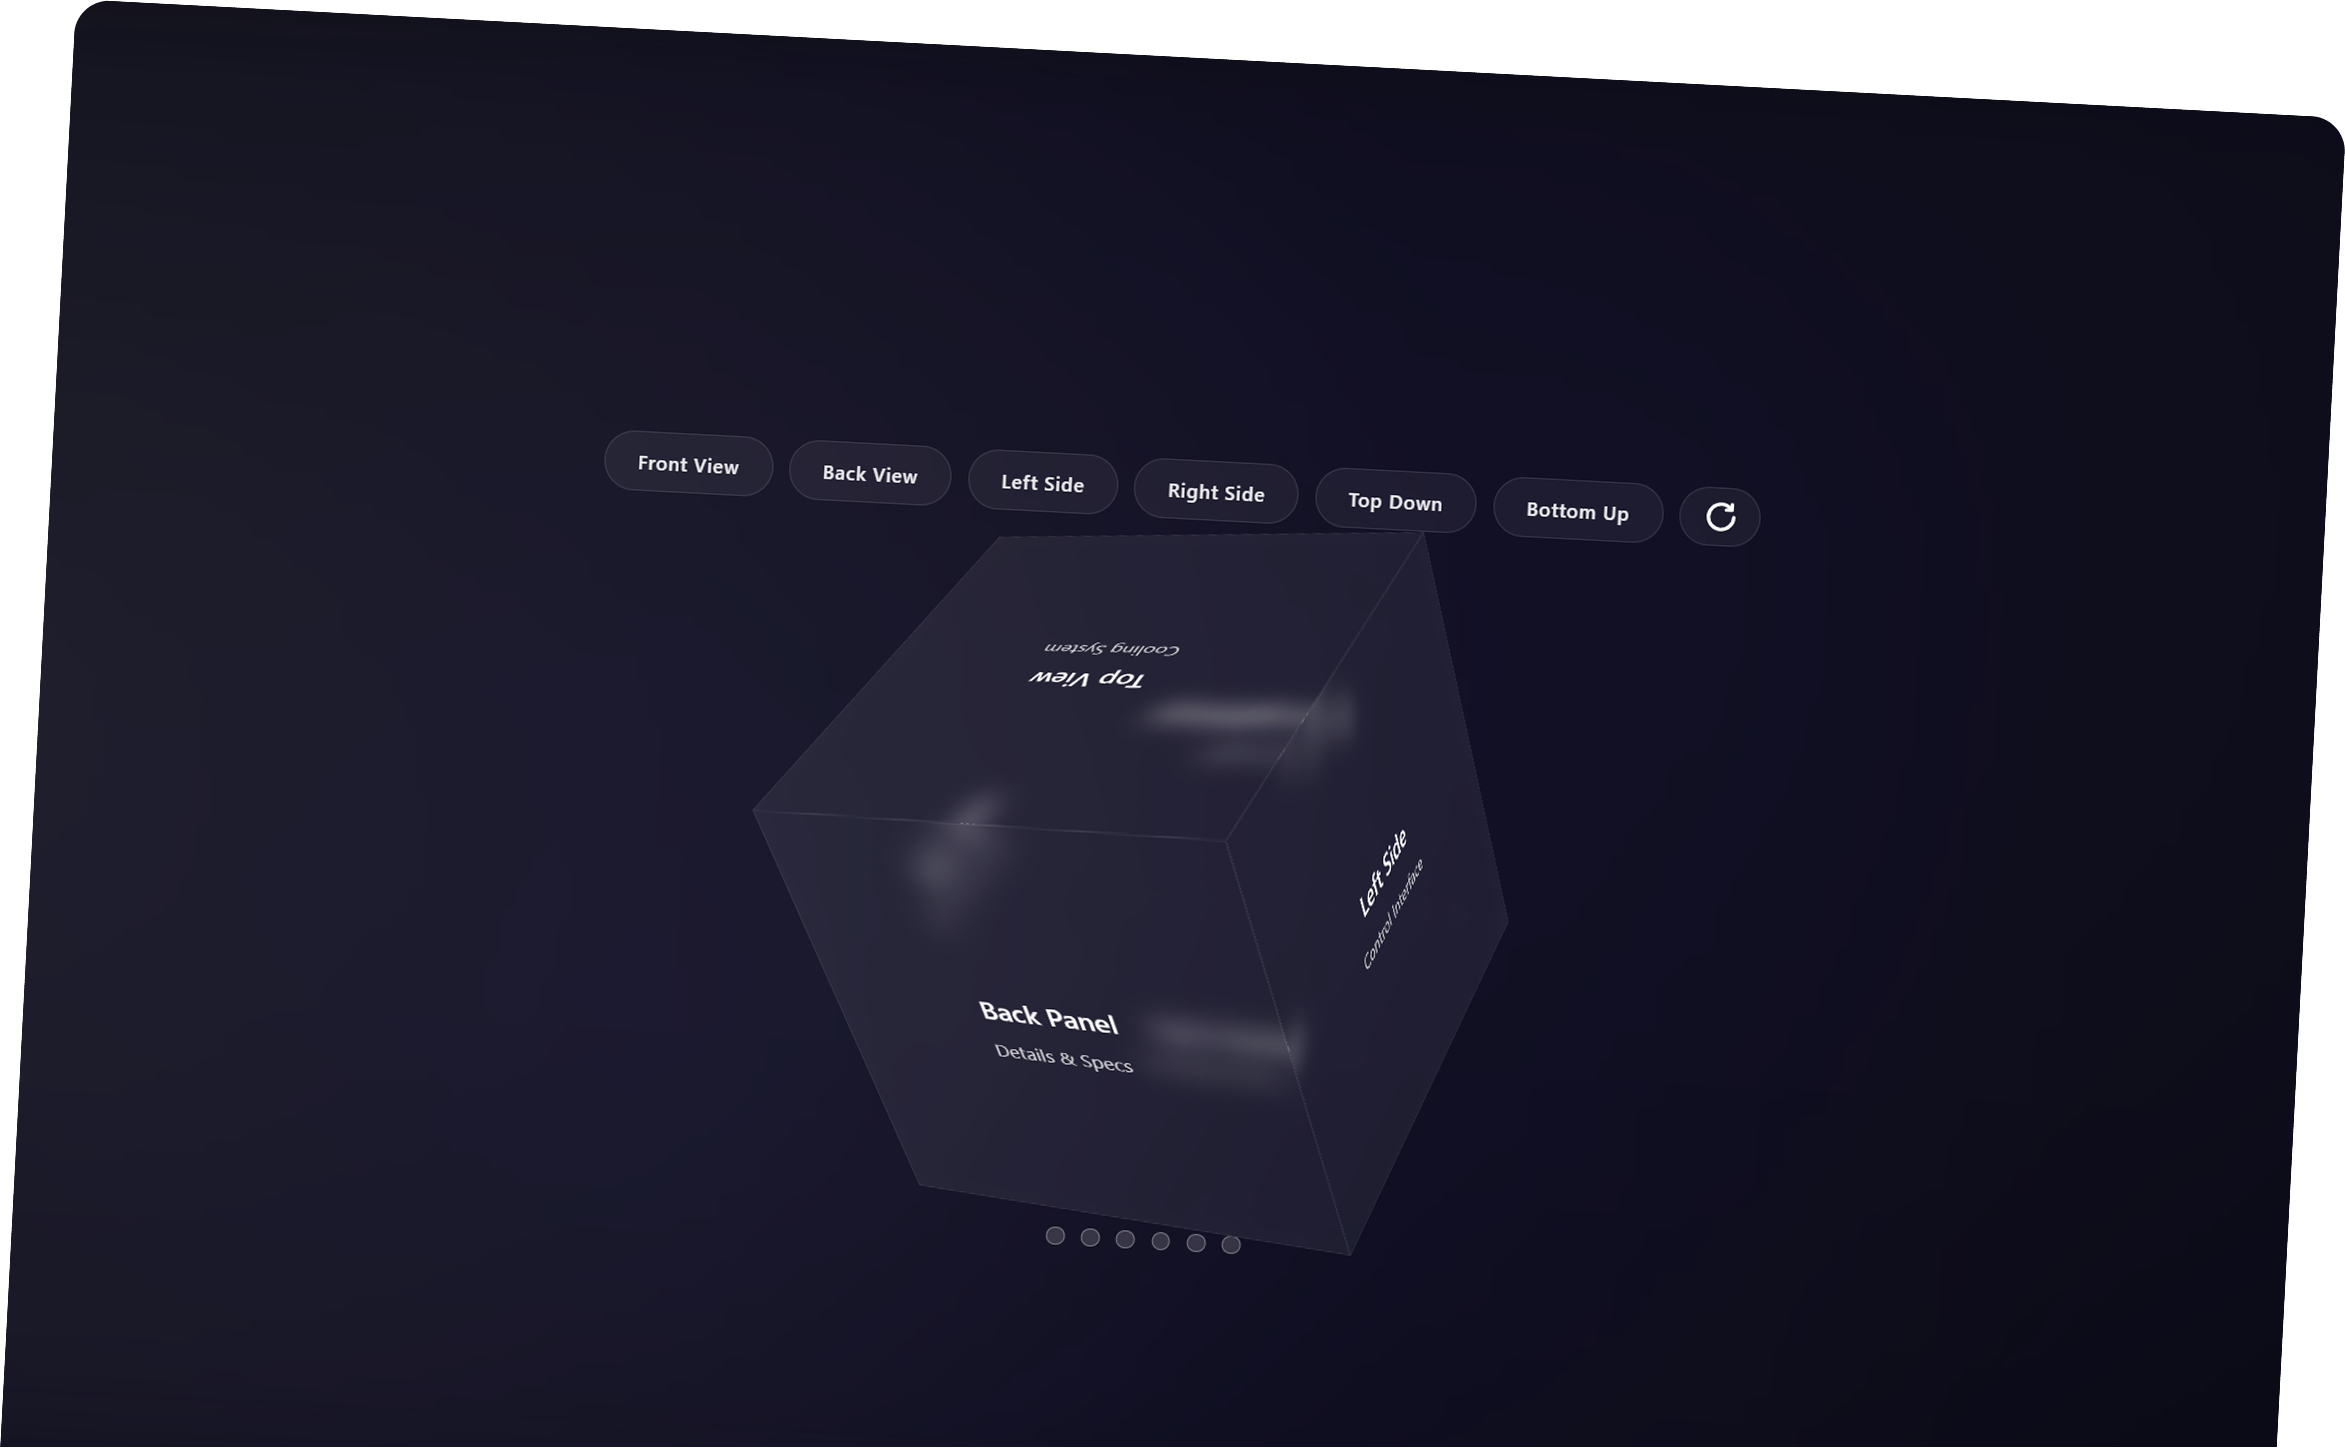 Front View
Back View
Left Side
Right Side
Top Down
Bottom Up
Top View
Cooling System
Left Side
Control Interface
Back Panel
Details & Specs